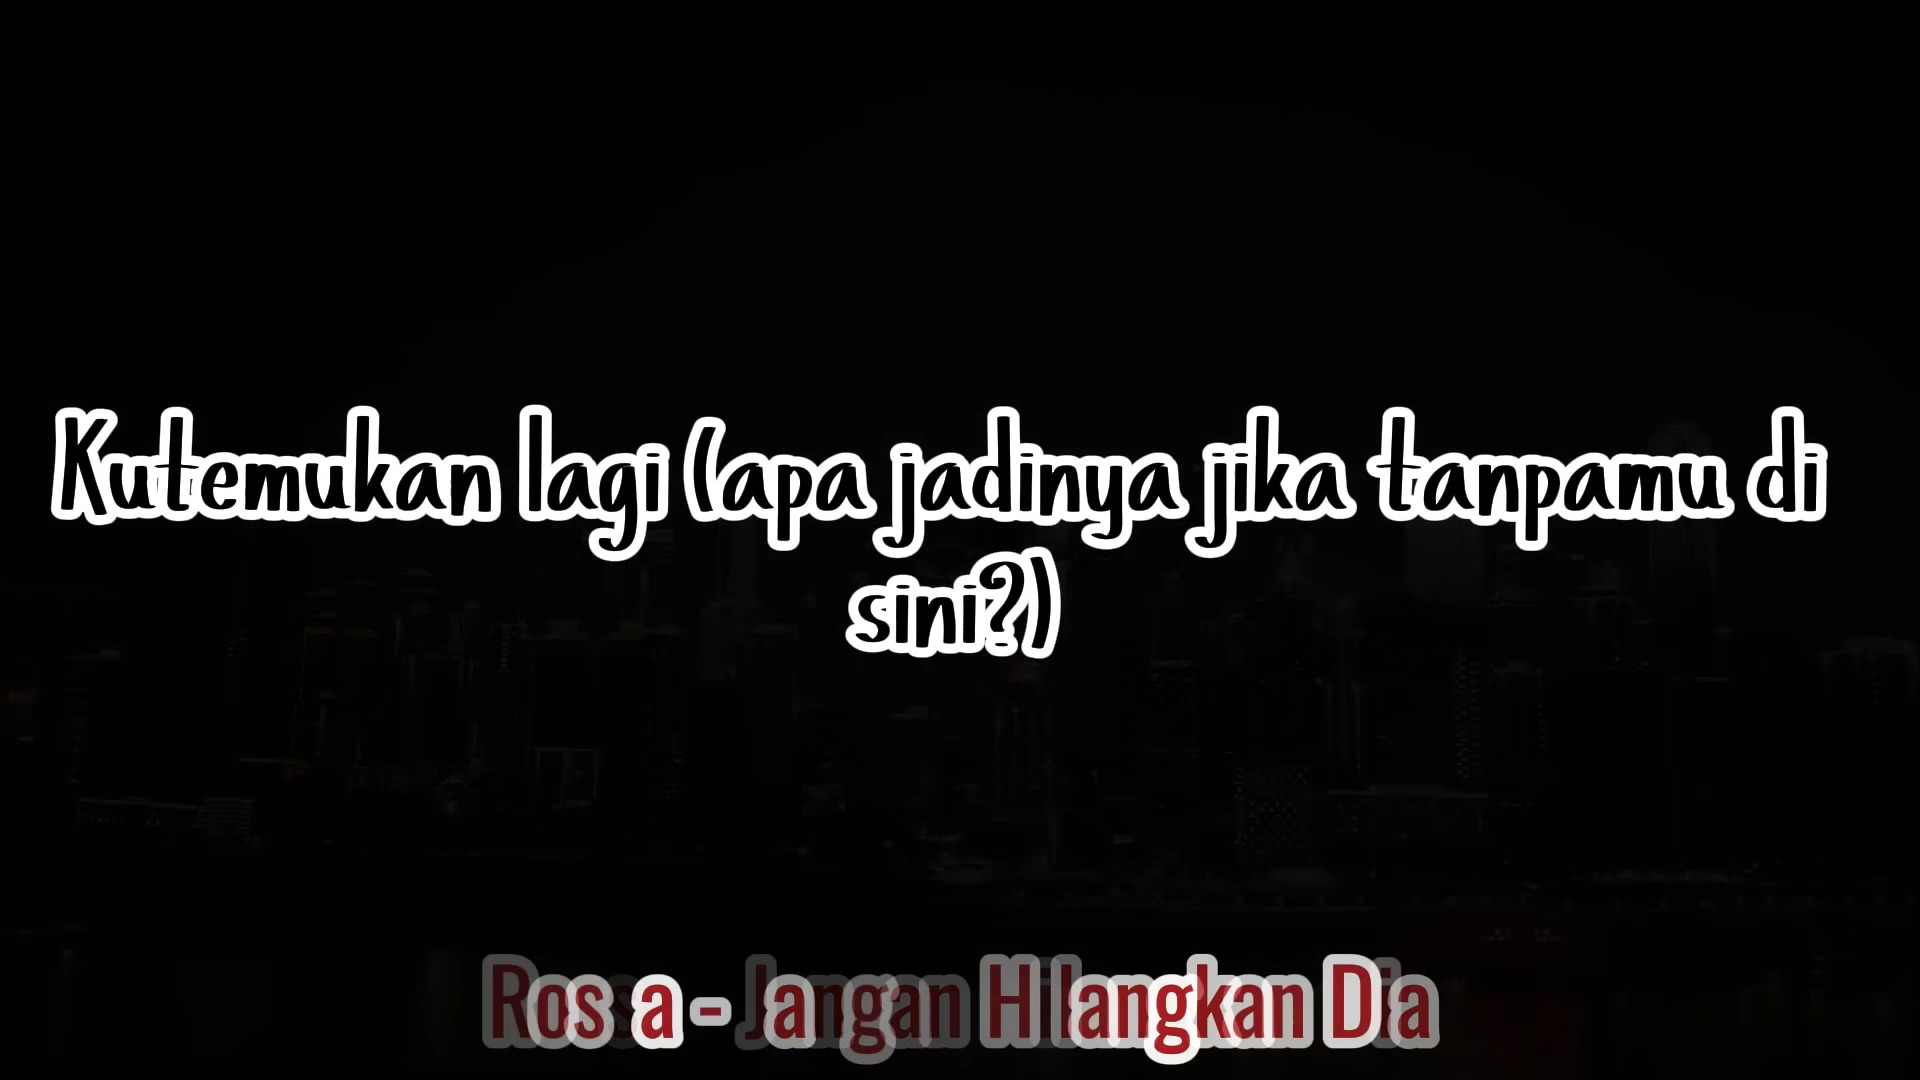 Kutemukan lagi (apa jadinya jika tanpamu di
sini?)
Rossa - Jangan Hilangkan Dia